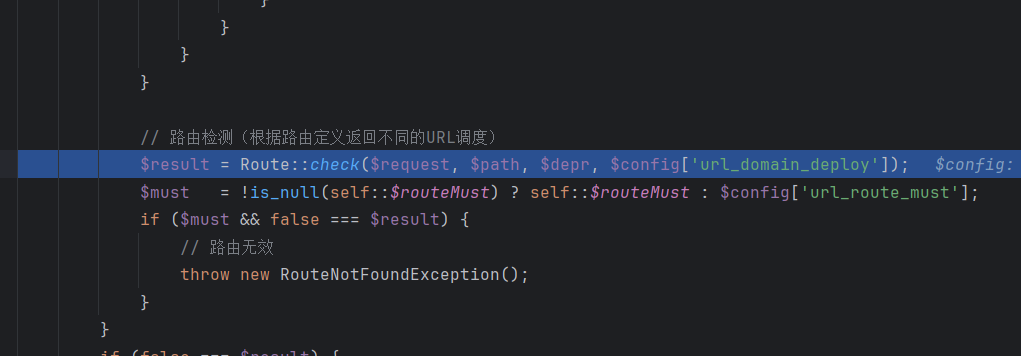 }
}
}
}
// 路由检测（根据路由定义返回不同的URL调度）
$result = Route::check($request, $path, $depr, $config['url_domain_deploy']); $config:
$must = !is_null(self::$routeMust) ? self::$routeMust : $config['url_route_must'];
if ($must && false === $result) {
// 路由无效
throw new RouteNotFoundException();
}
}
if (false === $result) {